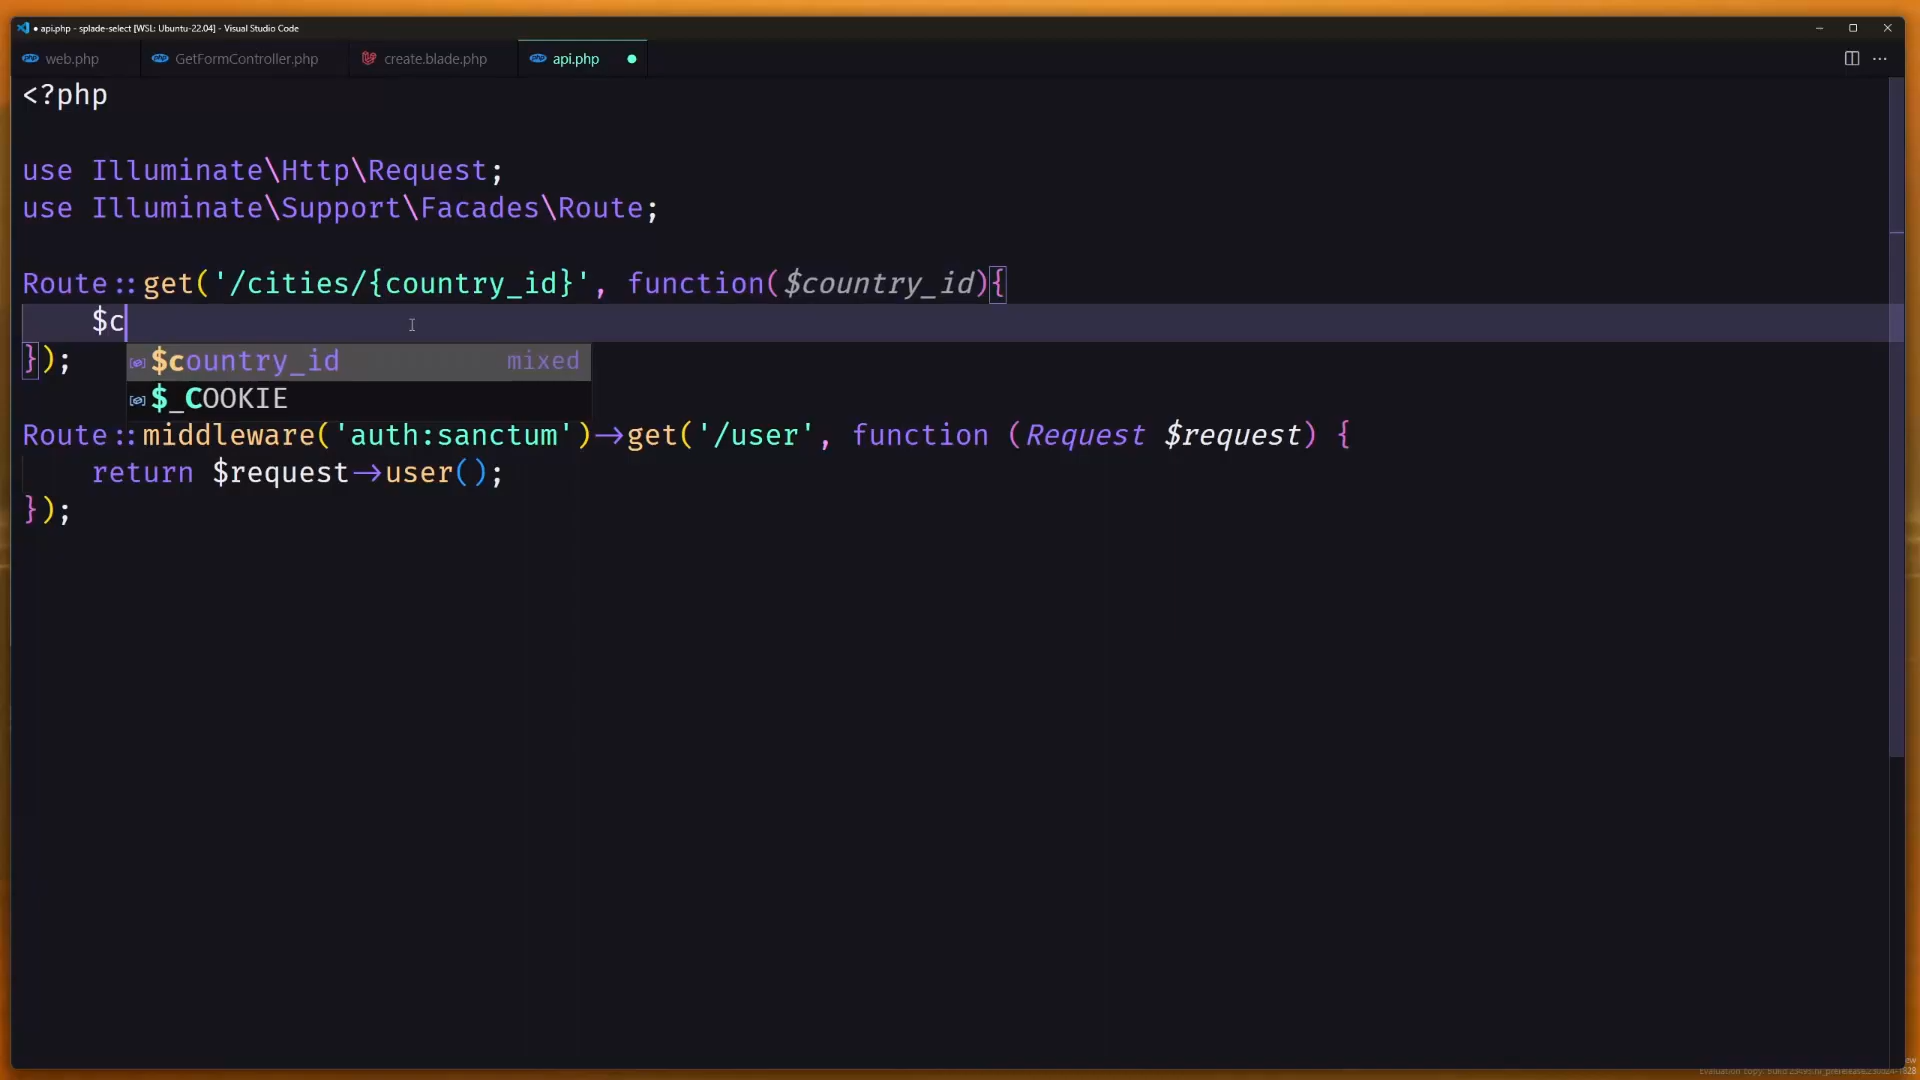 ● api.php - splade-select [WSL: Ubuntu-22.04] - Visual Studio Code
web.php GetFormController.php create.blade.php api.php ●
<?php
use Illuminate\Http\Request;
use Illuminate\Support\Facades\Route;
Route::get('/cities/{country_id}', function($country_id){
$c
$country_id mixed
});
$_COOKIE
Route::middleware('auth:sanctum')->get('/user', function (Request $request) {
return $request->user();
});